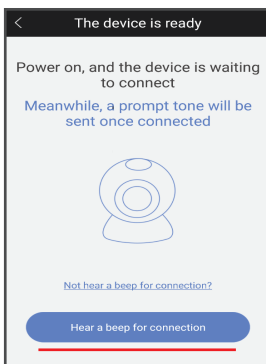 The device is ready
Power on, and the device is waiting
to connect
Meanwhile, a prompt tone will be
sent once connected
Not hear a beep for connection?
Hear a beep for connection